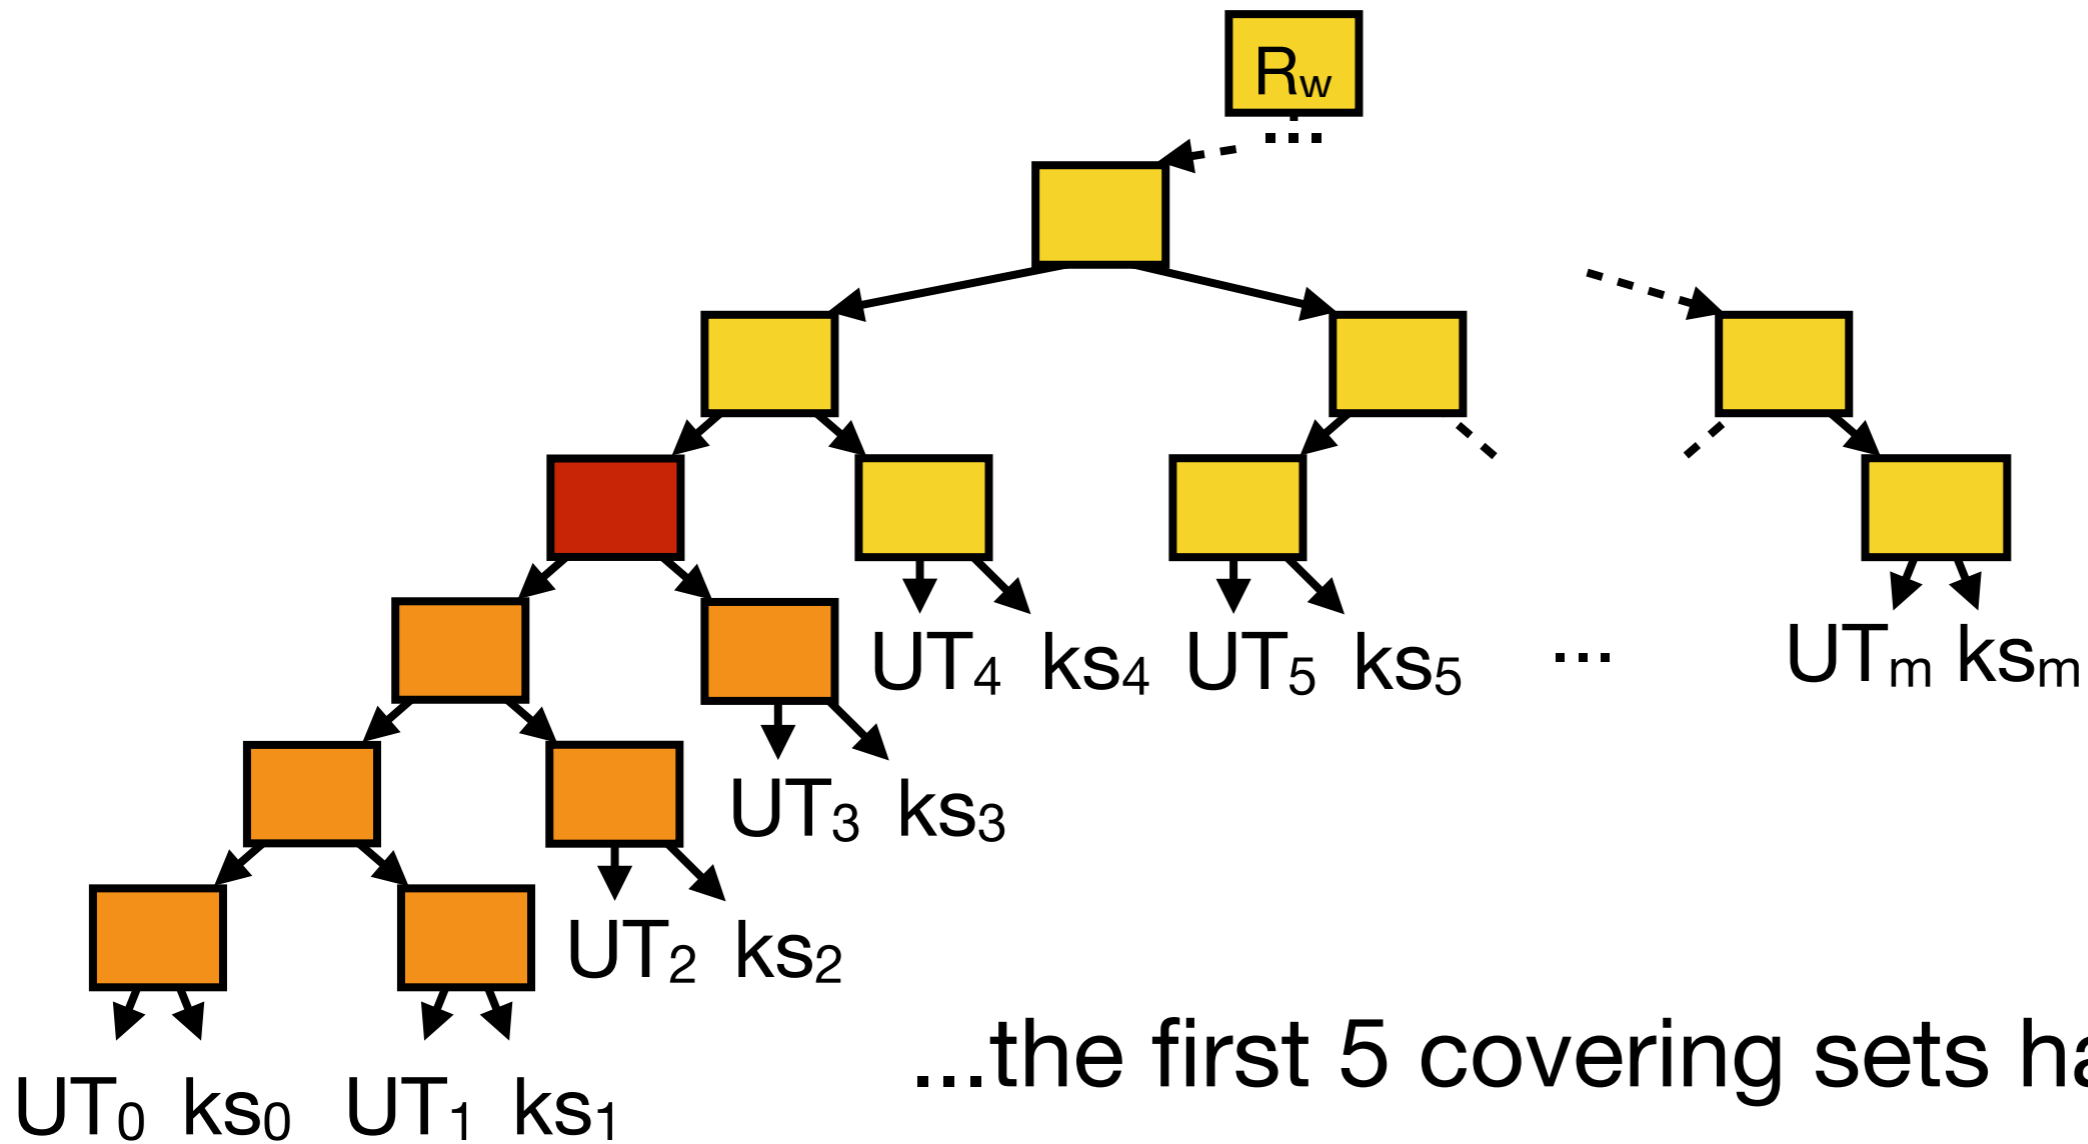 Rw
...
UT4 ks4 UT5 ks5 ... UTm ksm
UT3 ks3
UT2 ks2
...the first 5 covering sets
UT0 ks0 UT1 ks1